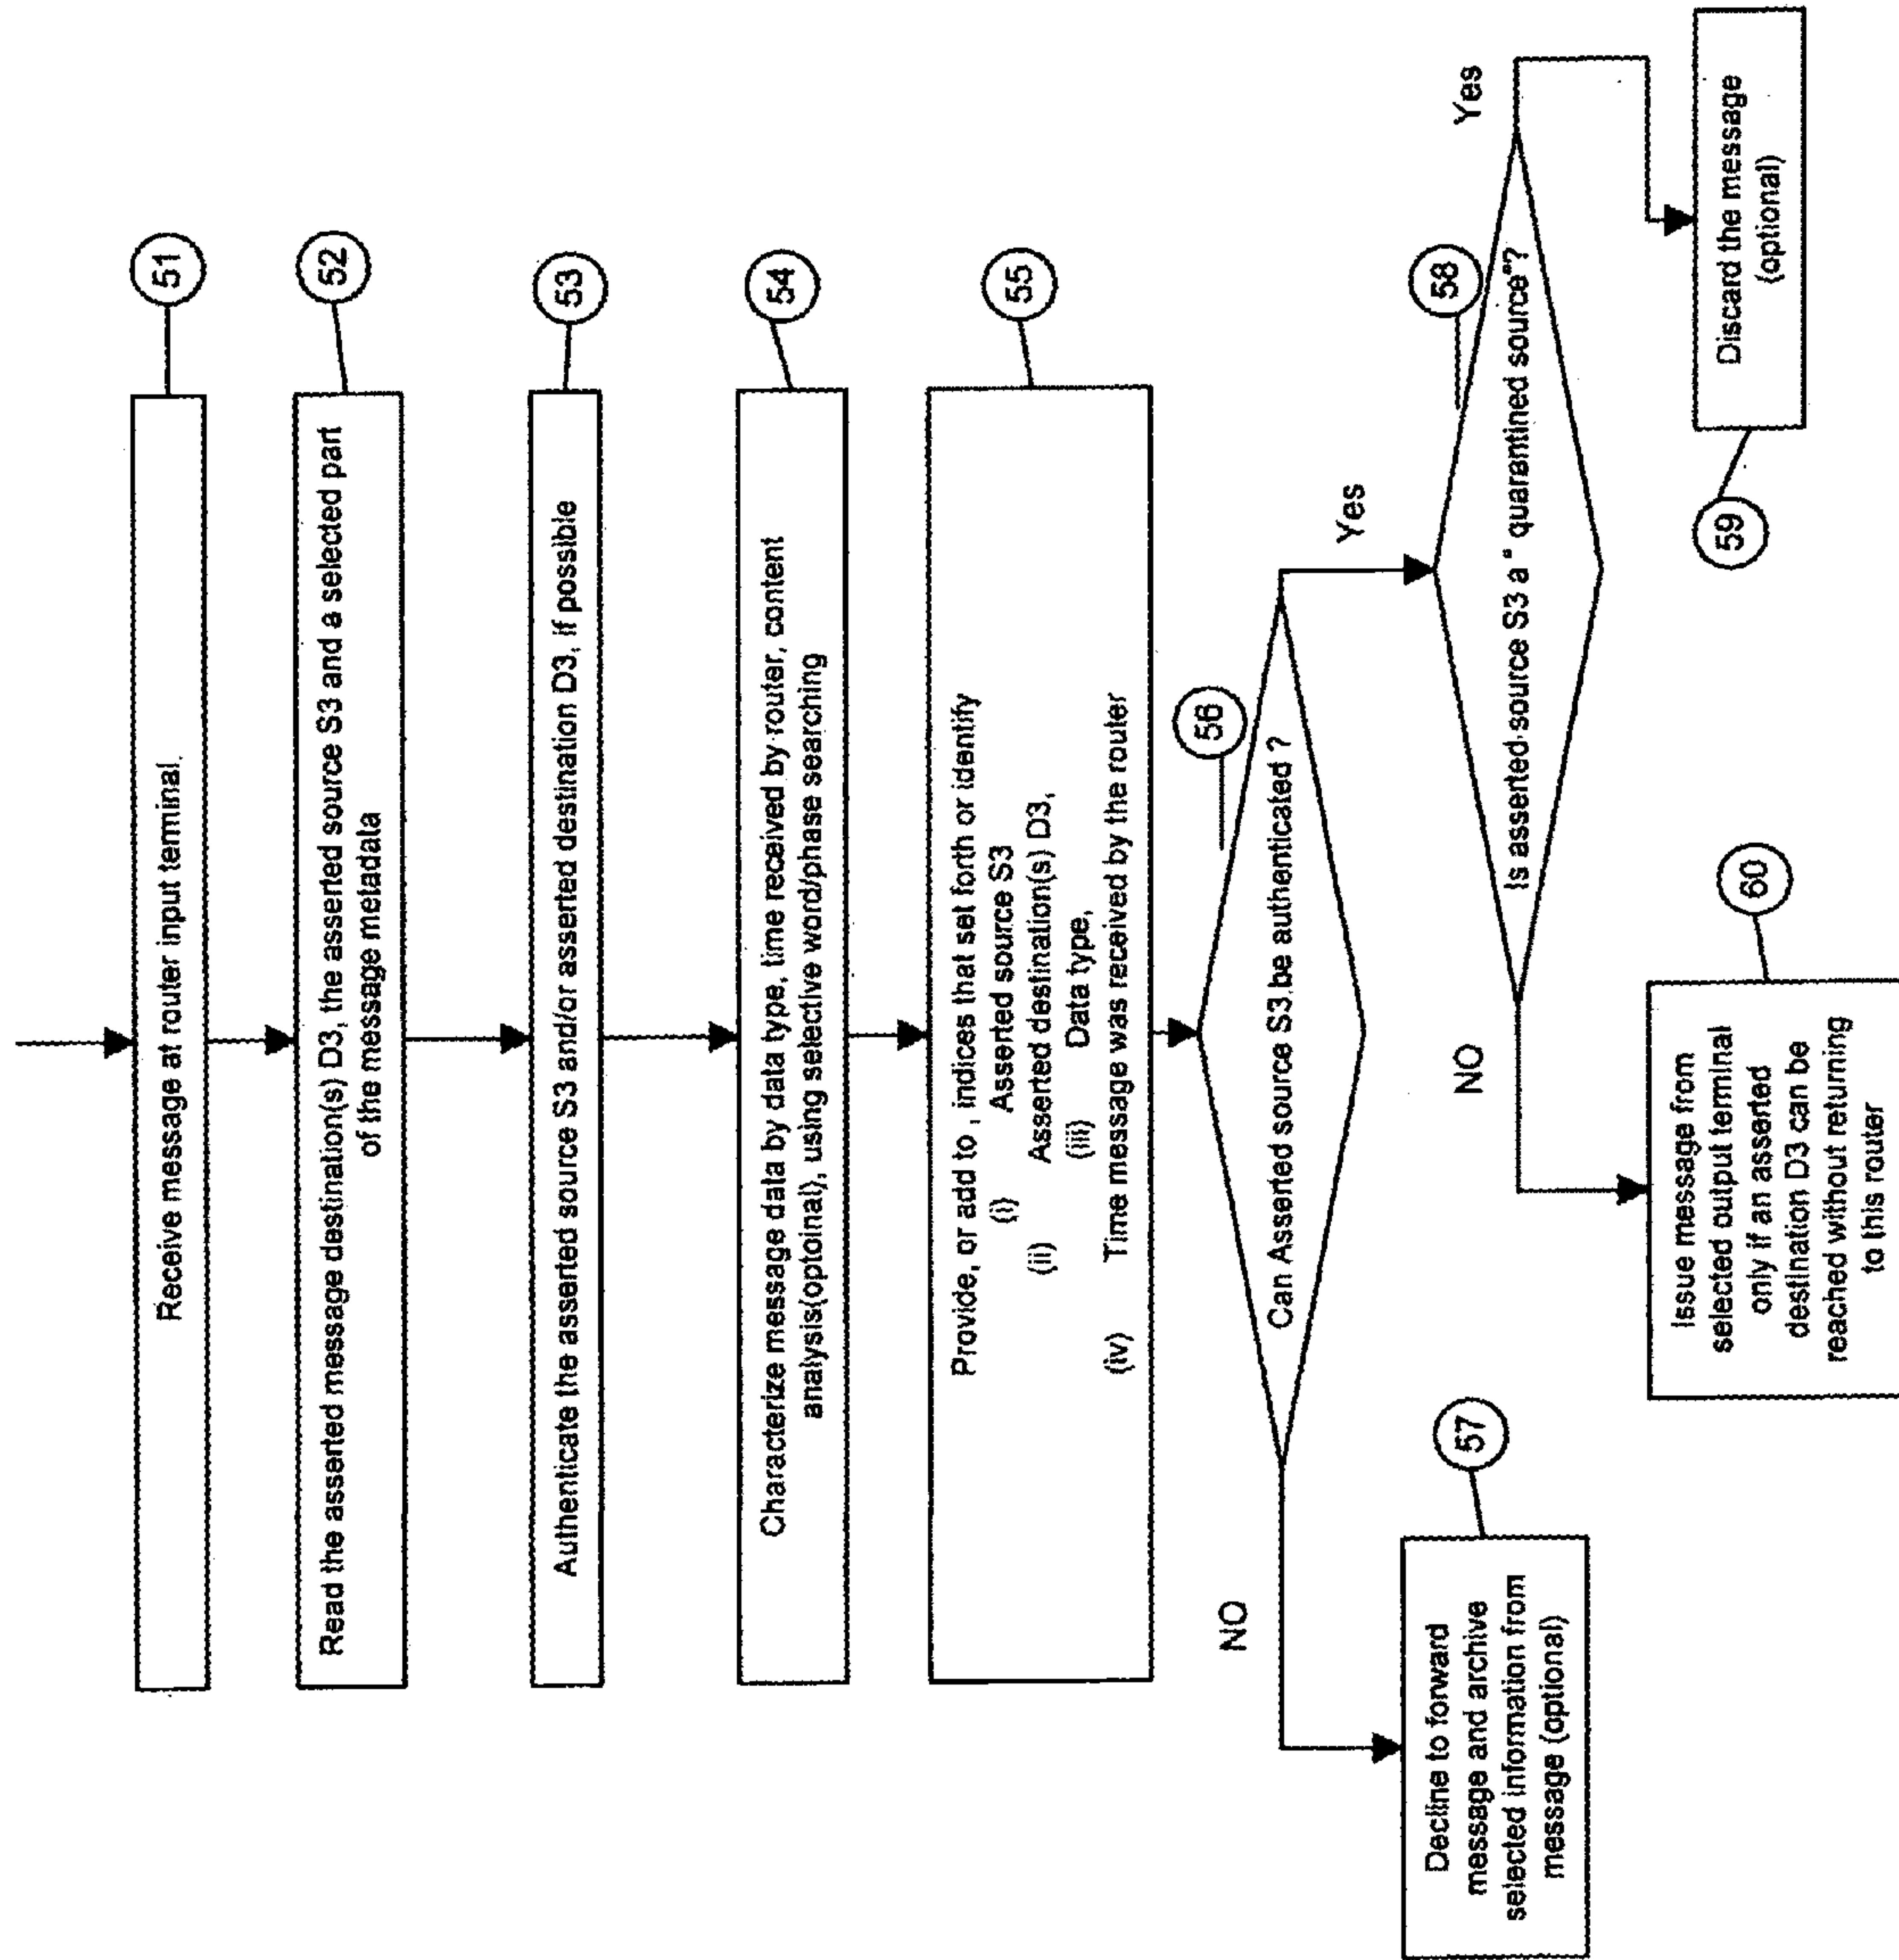 51
Receive message at router input terminal.
52
Read the asserted message destination(s) D3, the asserted source S3 and a selected part
of the message metadata
53
Authenticate the asserted source S3 and/or asserted destination D3, if possible
54
Characterize message data by data type, time received by router, content
analysis(optoinal), using selective word/phase searching
55
Provide, or add to , indices that set forth or identify
(i) Asserted source S3
(ii) Asserted destination(s) D3,
(iii) Data type,
(iv) Time message was received by the router
56
Can Asserted source S3 be authenticated ?
NO
Yes
57
Decline to forward
message and archive
selected information from
message (optional)
58
Is asserted source S3 a " quarantined source"?
NO
Yes
60
Issue message from
selected output terminal
only if an asserted
destination D3 can be
reached without returning
to this router
59
Discard the message
(optional)